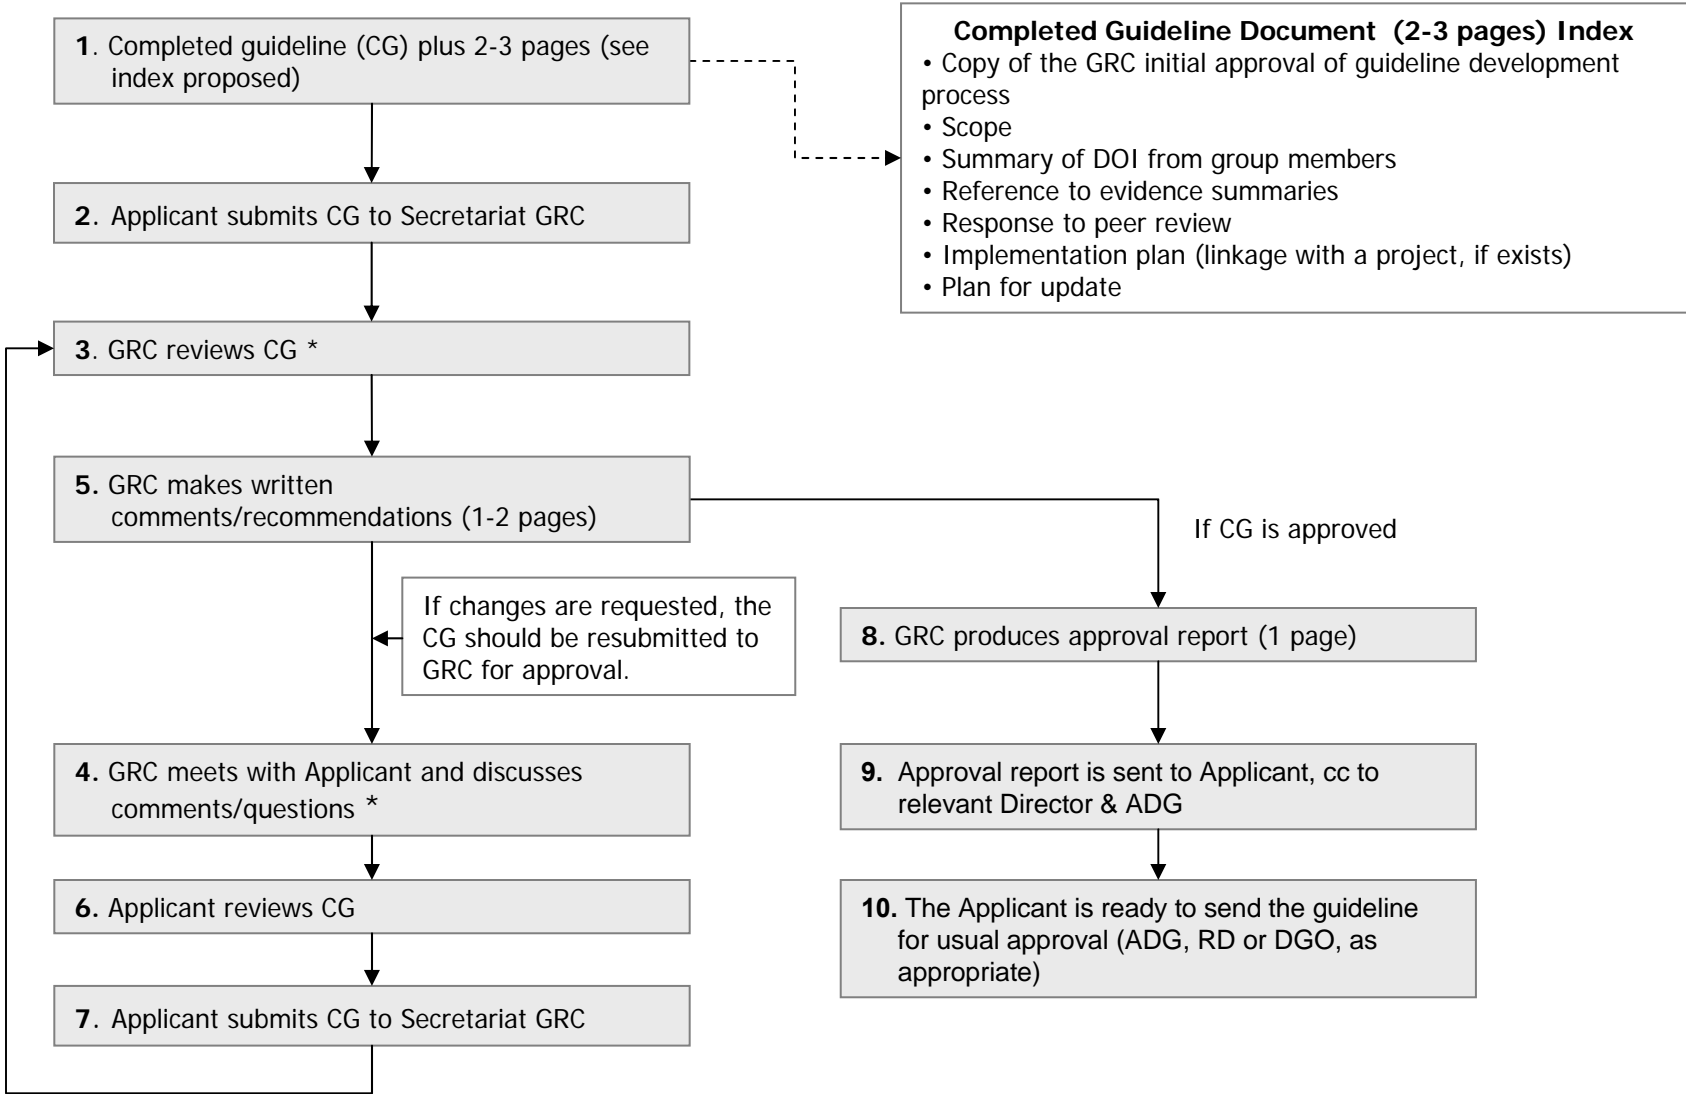 1. Completed guideline (CG) plus 2-3 pages (see
index proposed)
Completed Guideline Document (2-3 pages) Index
• Copy of the GRC initial approval of guideline development
process
• Scope
• Summary of DOI from group members
• Reference to evidence summaries
• Response to peer review
• Implementation plan (linkage with a project, if exists)
• Plan for update
2. Applicant submits CG to Secretariat GRC
3. GRC reviews CG *
5. GRC makes written
comments/recommendations (1-2 pages)
If CG is approved
If changes are requested, the
CG should be resubmitted to
GRC for approval.
8. GRC produces approval report (1 page)
4. GRC meets with Applicant and discusses
comments/questions *
9. Approval report is sent to Applicant, cc to
relevant Director & ADG
6. Applicant reviews CG
10. The Applicant is ready to send the guideline
for usual approval (ADG, RD or DGO, as
appropriate)
7. Applicant submits CG to Secretariat GRC